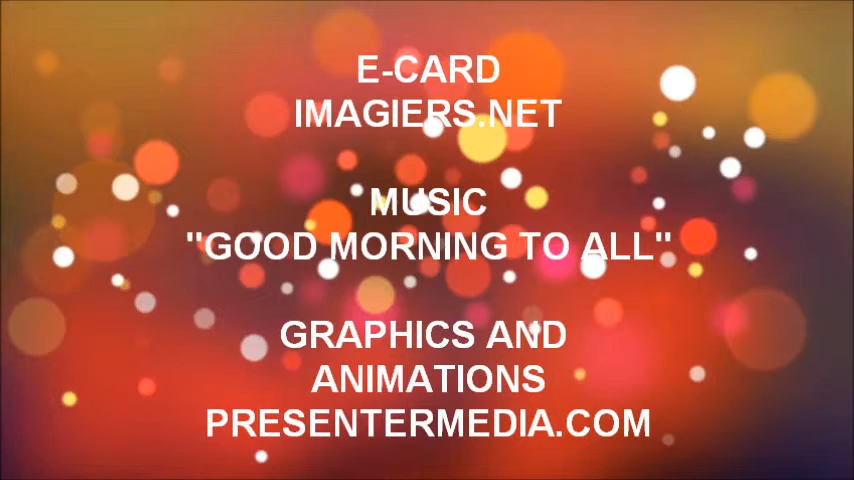 E-CARD
IMAGIERS.NET
MUSIC
"GOOD MORNING TO ALL"
GRAPHICS AND
ANIMATIONS
PRESENTERMEDIA.COM